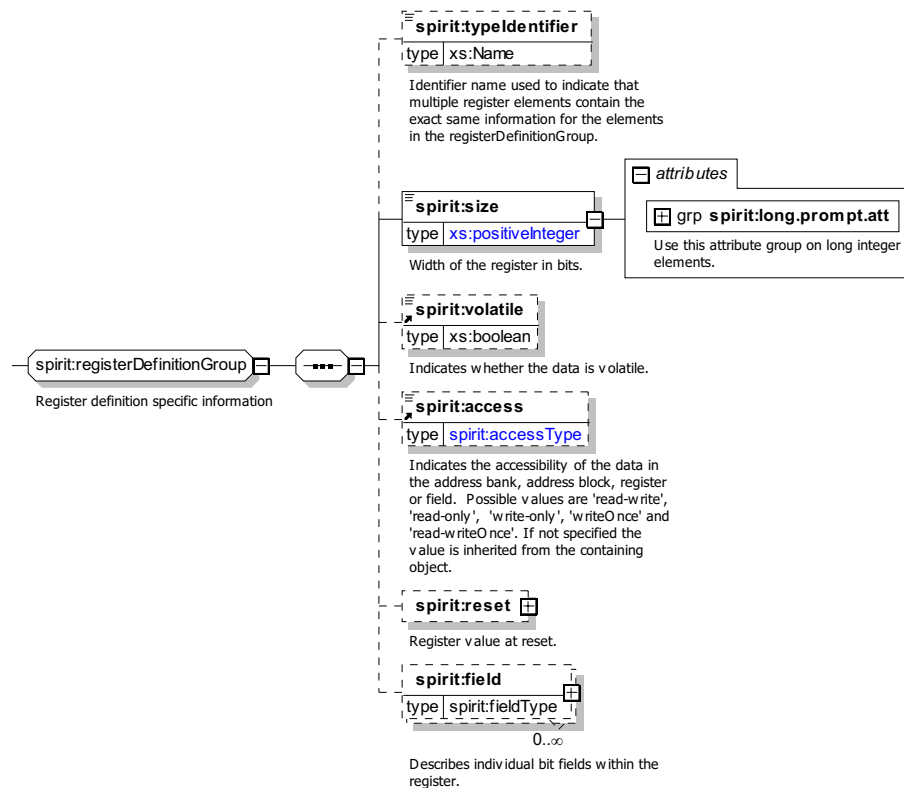 spirit:typeIdentifier
type xs:Name
Identifier name used to indicate that
multiple register elements contain the
exact same information for the elements
in the registerDefinitionGroup.
attributes
grp spirit:long.prompt.att
Use this attribute group on long integer
elements.
spirit:size
type xs:positiveInteger
Width of the register in bits.
spirit:volatile
type xs:boolean
Indicates whether the data is volatile.
spirit:registerDefinitionGroup
Register definition specific information
spirit:access
type spirit:accessType
Indicates the accessibility of the data in
the address bank, address block, register
or field. Possible values are 'read-write',
'read-only', 'write-only', 'writeOnce' and
'read-writeOnce'. If not specified the
value is inherited from the containing
object.
spirit:reset
Register value at reset.
spirit:field
type spirit:fieldType
0..∞
Describes individual bit fields within the
register.